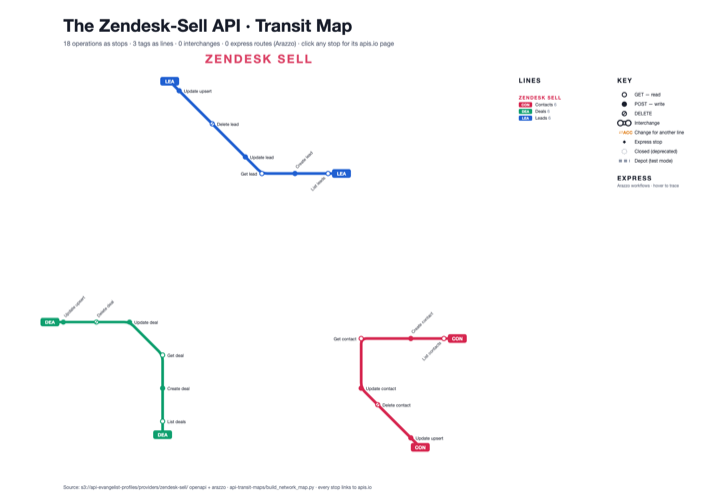 The Zendesk-Sell API · Transit Map
18 operations as stops · 3 tags as lines · 0 interchanges · 0 express routes (Arazzo) · click any stop for its apis.io page
ZENDESK SELL
LEA
Update upsert
Delete lead
Update lead
Create lead
Get lead
List leads
LEA
LINES
ZENDESK SELL
CON Contacts 6
DEA Deals 6
LEA Leads 6
KEY
GET — read
POST — write
DELETE
Interchange
ACC Change for another line
Express stop
Closed (deprecated)
Depot (test mode)
EXPRESS
Arazzo workflows · hover to trace
DEA
Update upsert
Delete deal
Update deal
Get deal
Create deal
List deals
DEA
Get contact
Create contact
List contacts
CON
Update contact
Delete contact
Update upsert
CON
Source: s3://api-evangelist-profiles/providers/zendesk-sell/ openapi + arazzo · api-transit-maps/build_network_map.py · every stop links to apis.io